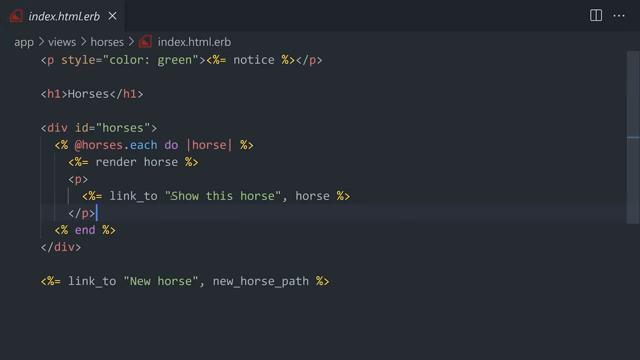 index.html.erb
app > views > horses > index.html.erb
<p style="color: green"><%= notice %></p>
<h1>Horses</h1>
<div id="horses">
<% @horses.each do |horse| %>
<%= render horse %>
<p>
<%= link_to "Show this horse", horse %>
</p>
<% end %>
</div>
<%= link_to "New horse", new_horse_path %>